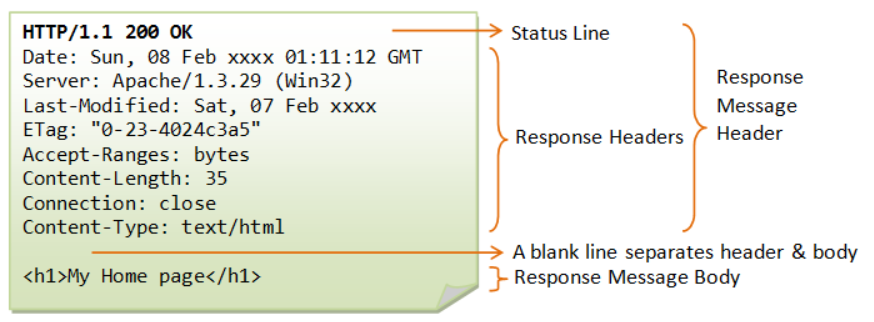 HTTP/1.1 200 OK
Date: Sun, 08 Feb xxxx 01:11:12 GMT
Server: Apache/1.3.29 (Win32)
Last-Modified: Sat, 07 Feb xxxx
ETag: "0-23-4024c3a5"
Accept-Ranges: bytes
Content-Length: 35
Connection: close
Content-Type: text/html
<h1>My Home page</h1>
Status Line
Response Headers
Response
Message
Header
A blank line separates header & body
Response Message Body